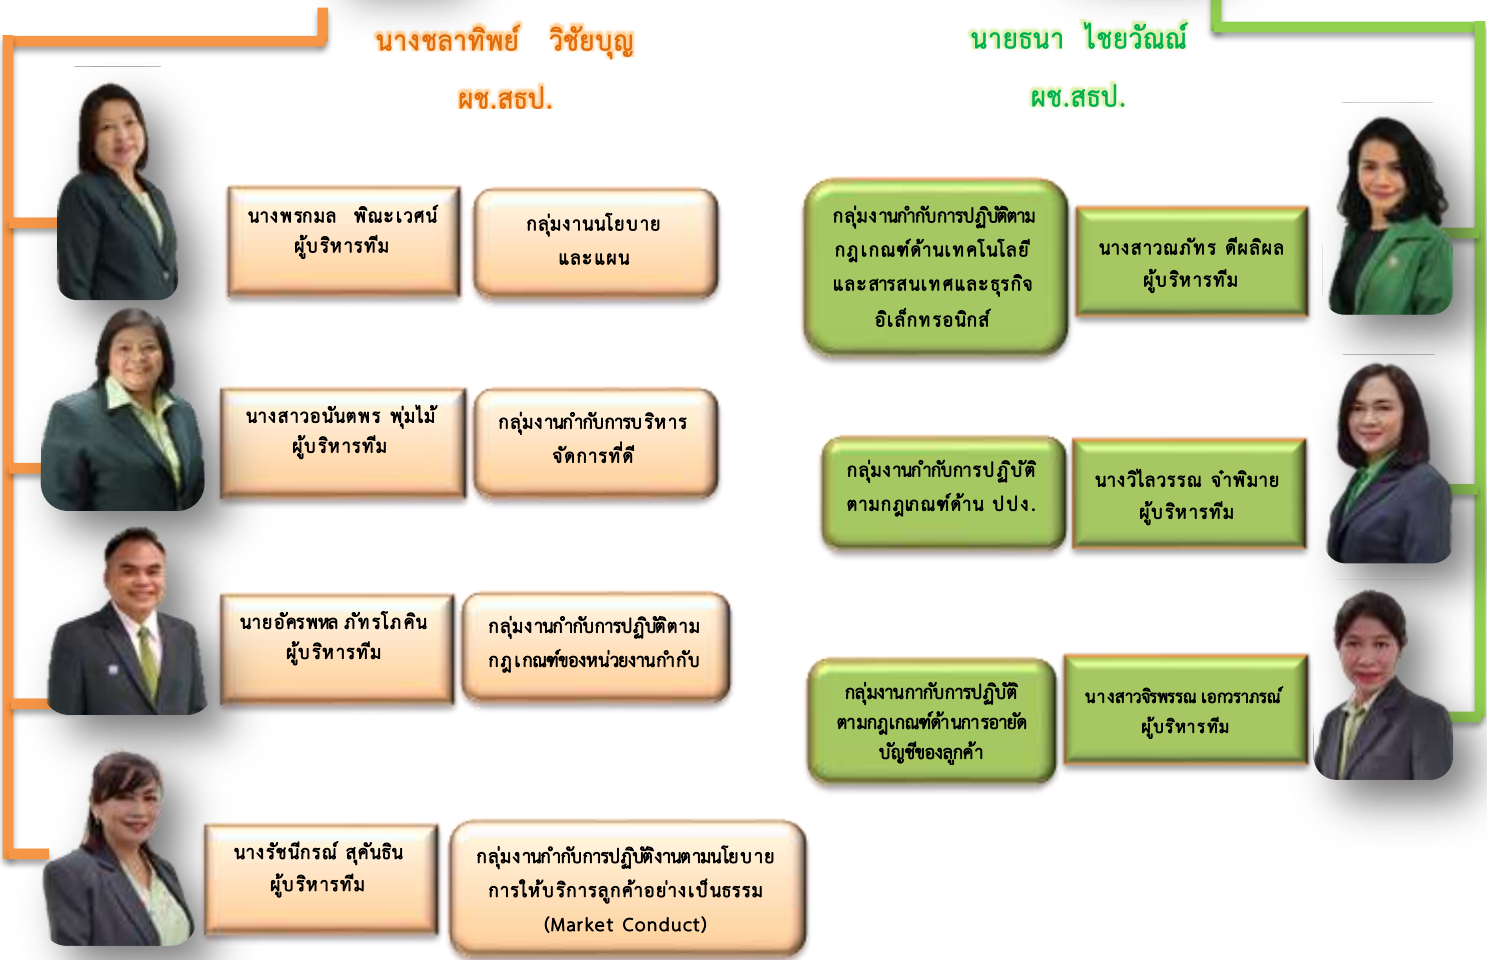 นางชลาทิพย์ วิชัยบุญ
ผช.สธป.
นางพรกมล พิณะเวศน์
ผู้บริหารทีม
กลุ่มงานนโยบาย
และแผน
นางสาวอนันตพร พุ่มไม้
ผู้บริหารทีม
กลุ่มงานกำกับการบริหาร
จัดการที่ดี
นายอัครพหล ภัทรโภคิน
ผู้บริหารทีม
กลุ่มงานกำกับการปฏิบัติตาม
กฎเกณฑ์ของหน่วยงานกำกับ
นางรัชนีกรณ์ สุคันธิน
ผู้บริหารทีม
กลุ่มงานกำกับการปฏิบัติงานตามนโยบาย
การให้บริการลูกค้าอย่างเป็นธรรม
(Market Conduct)
นายธนา ไชยวัณณ์
ผช.สธป.
กลุ่มงานกำกับการปฏิบัติตาม
กฎเกณฑ์ด้านเทคโนโลยี
และสารสนเทศและธุรกิจ
อิเล็กทรอนิกส์
นางสาวณภัทร ดีผลิผล
ผู้บริหารทีม
กลุ่มงานกำกับการปฏิบัติ
ตามกฎเกณฑ์ด้าน ปปง.
นางวิไลวรรณ จ๋าพิมาย
ผู้บริหารทีม
กลุ่มงานกากับการปฏิบัติ
ตามกฎเกณฑ์ด้านการอายัด
บัญชีของลูกค้า
นางสาวจิรพรรณ เอกวราภรณ์
ผู้บริหารทีม